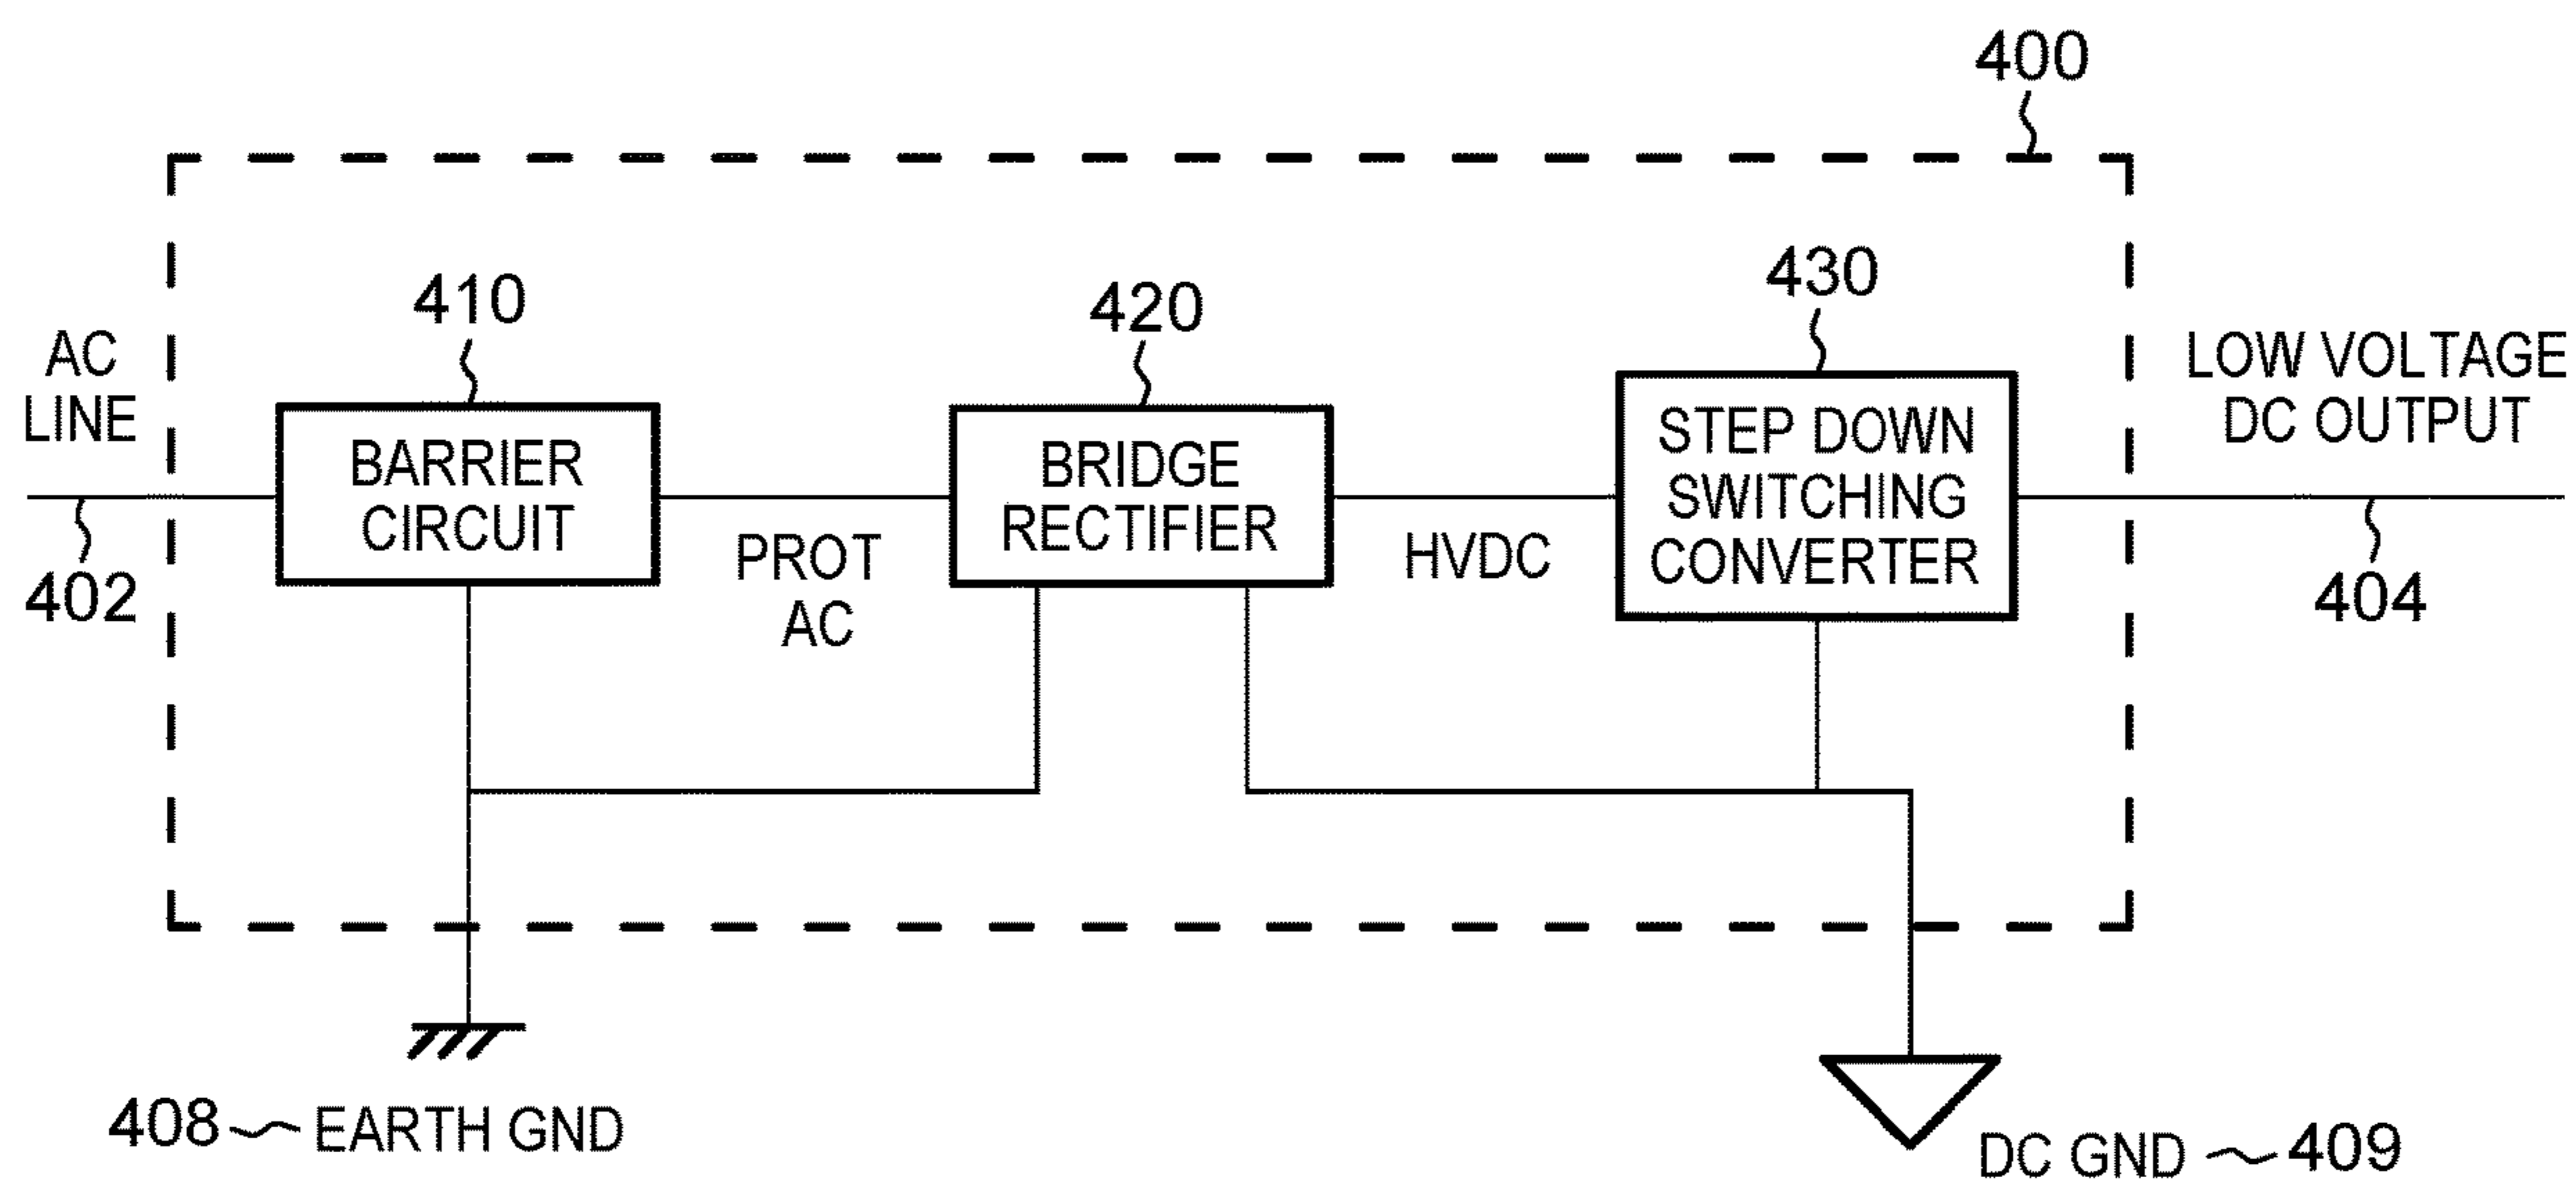 400
410
420
430
AC
LINE
BARRIER
CIRCUIT
BRIDGE
RECTIFIER
STEP DOWN
SWITCHING
CONVERTER
LOW VOLTAGE
DC OUTPUT
402
PROT
AC
HVDC
404
408
EARTH GND
DC GND
409